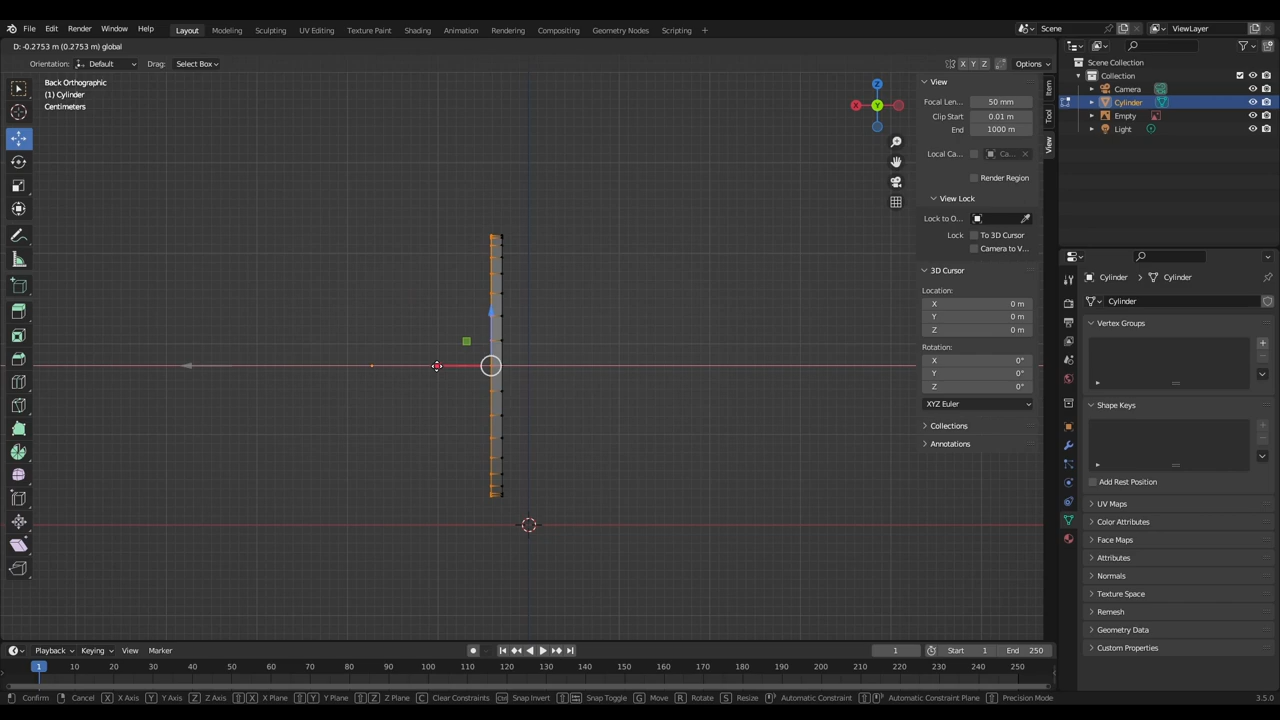 File Edit Render Window Help Layout Modeling Sculpting UV Editing Texture Paint Shading Animation Rendering Compositing Geometry Nodes Scripting + Scene ViewLayer
D: -0.2753 m (0.2753 m) global
Orientation: Default Drag: Select Box X Y Z Options
Back Orthographic
(1) Cylinder
Centimeters
Z
X Y
View
Focal Len... 50 mm
Clip Start 0.01 m
End 1000 m
Local Ca... Ca...
Render Region
View Lock
Lock to O...
Lock To 3D Cursor
Camera to V...
3D Cursor
Location:
X 0 m
Y 0 m
Z 0 m
Rotation:
X 0°
Y 0°
Z 0°
XYZ Euler
Collections
Annotations
Item
Tool
View
Scene Collection
Collection
Camera
Cylinder
Empty
Light
Cylinder Cylinder
Cylinder
Vertex Groups
Shape Keys
Add Rest Position
UV Maps
Color Attributes
Face Maps
Attributes
Normals
Texture Space
Remesh
Geometry Data
Custom Properties
Playback Keying View Marker 1 Start 1 End 250
1 10 20 30 40 50 60 70 80 90 100 110 120 130 140 150 160 170 180 190 200 210 220 230 240 250
Confirm Cancel X X Axis Y Y Axis Z Z Axis X X Plane Y Y Plane Z Z Plane C Clear Constraints Ctrl Snap Invert Snap Toggle G Move R Rotate S Resize Automatic Constraint Automatic Constraint Plane Precision Mode 3.5.0